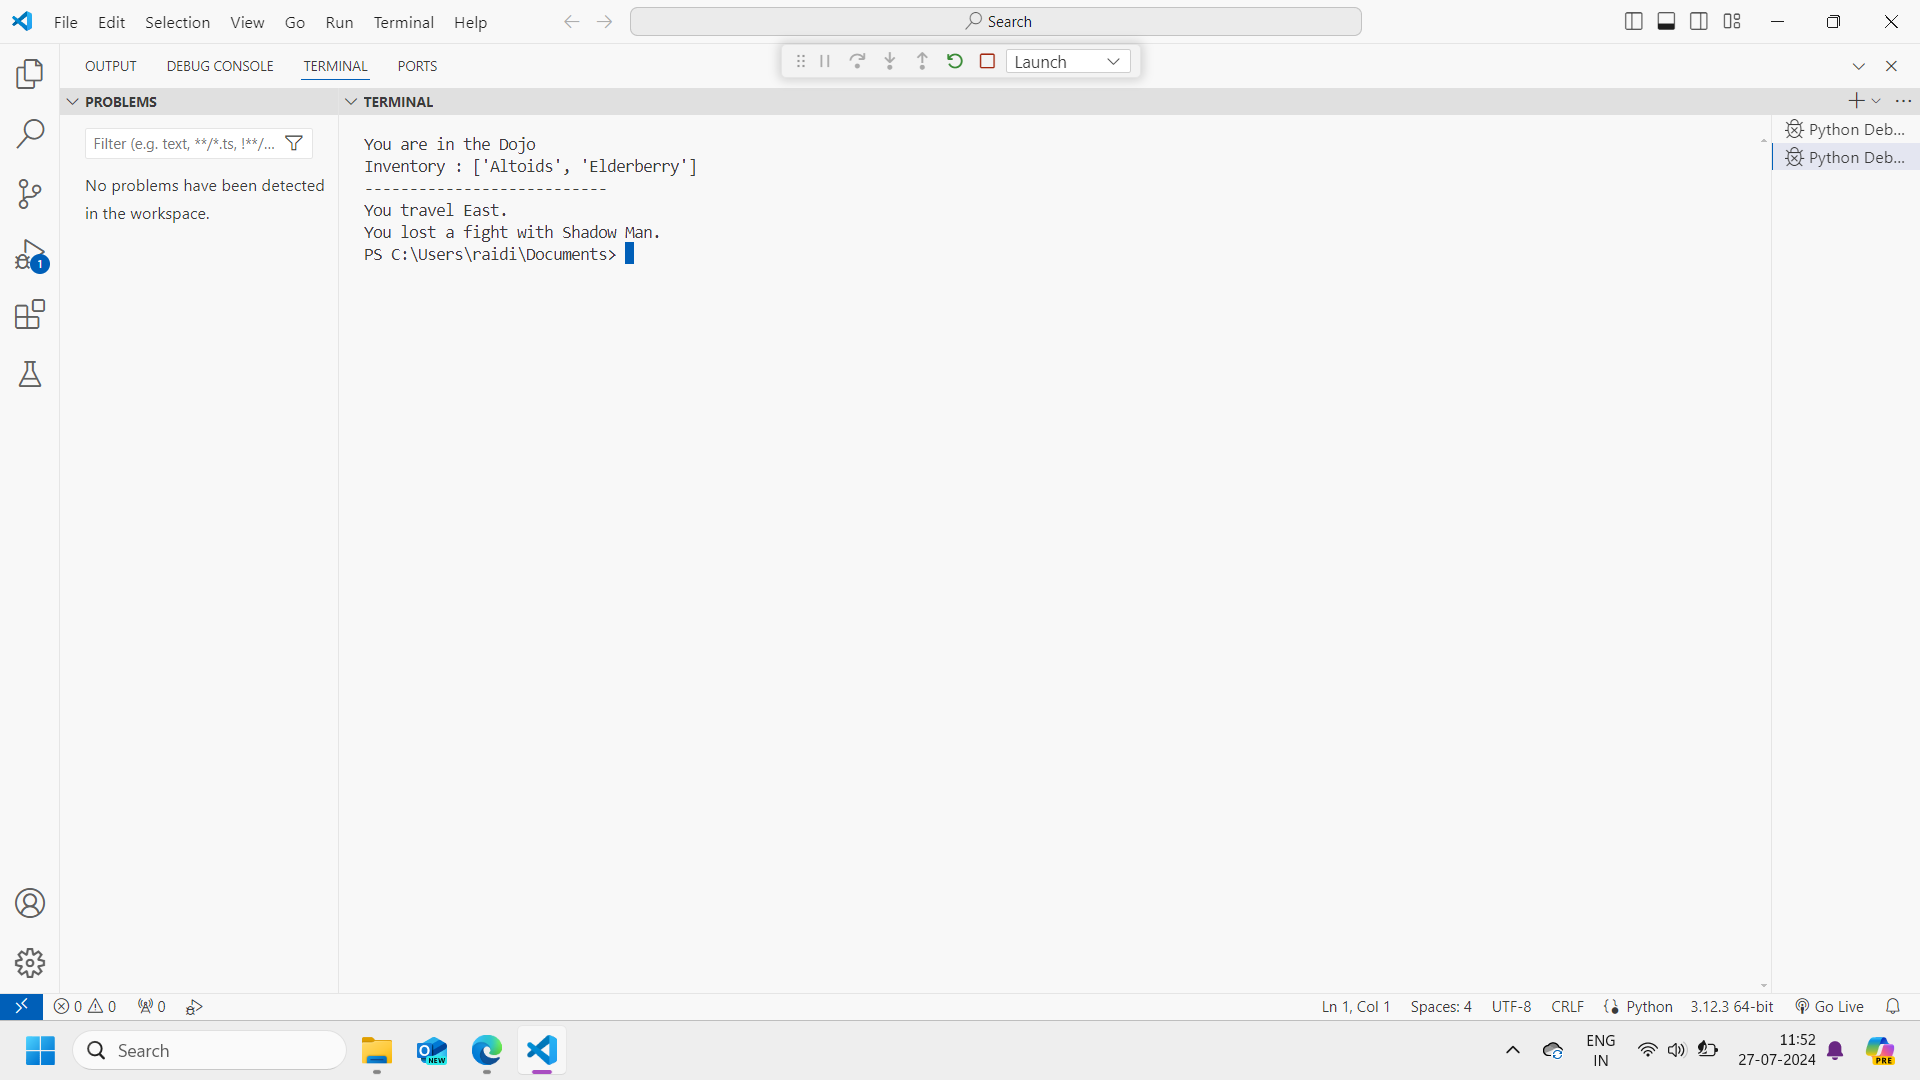 File Edit Selection View Go Run Terminal Help
Search
OUTPUT DEBUG CONSOLE TERMINAL PORTS
Launch
PROBLEMS
TERMINAL
Filter (e.g. text, **/*.ts, !**/...
No problems have been detected
in the workspace.
You are in the Dojo
Inventory : ['Altoids', 'Elderberry']
---------------------------
You travel East.
You lost a fight with Shadow Man.
PS C:\Users\raidi\Documents>
Python Deb...
Python Deb...
1
0 0 0
Ln 1, Col 1 Spaces: 4 UTF-8 CRLF Python 3.12.3 64-bit Go Live
Search
NEW
ENG
IN
11:52
27-07-2024
PRE